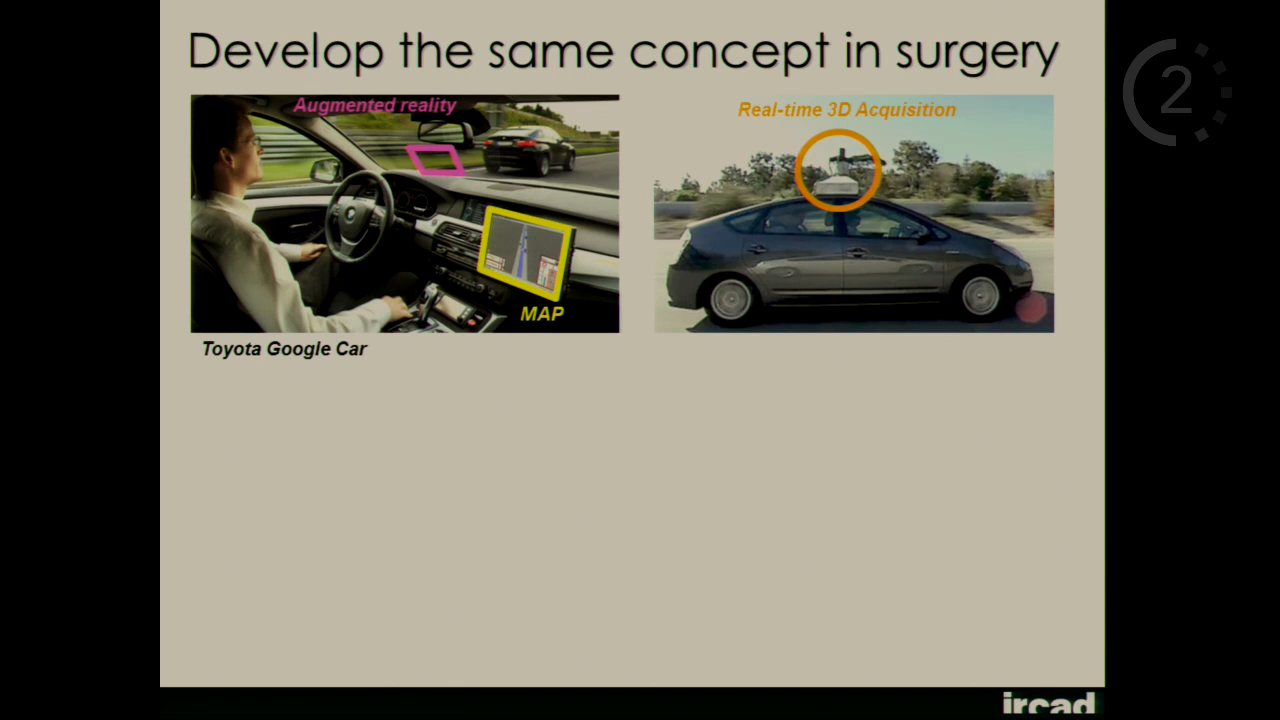 Develop the same concept in surgery
Augmented reality
Real-time 3D Acquisition
MAP
Toyota Google Car
ircad
2